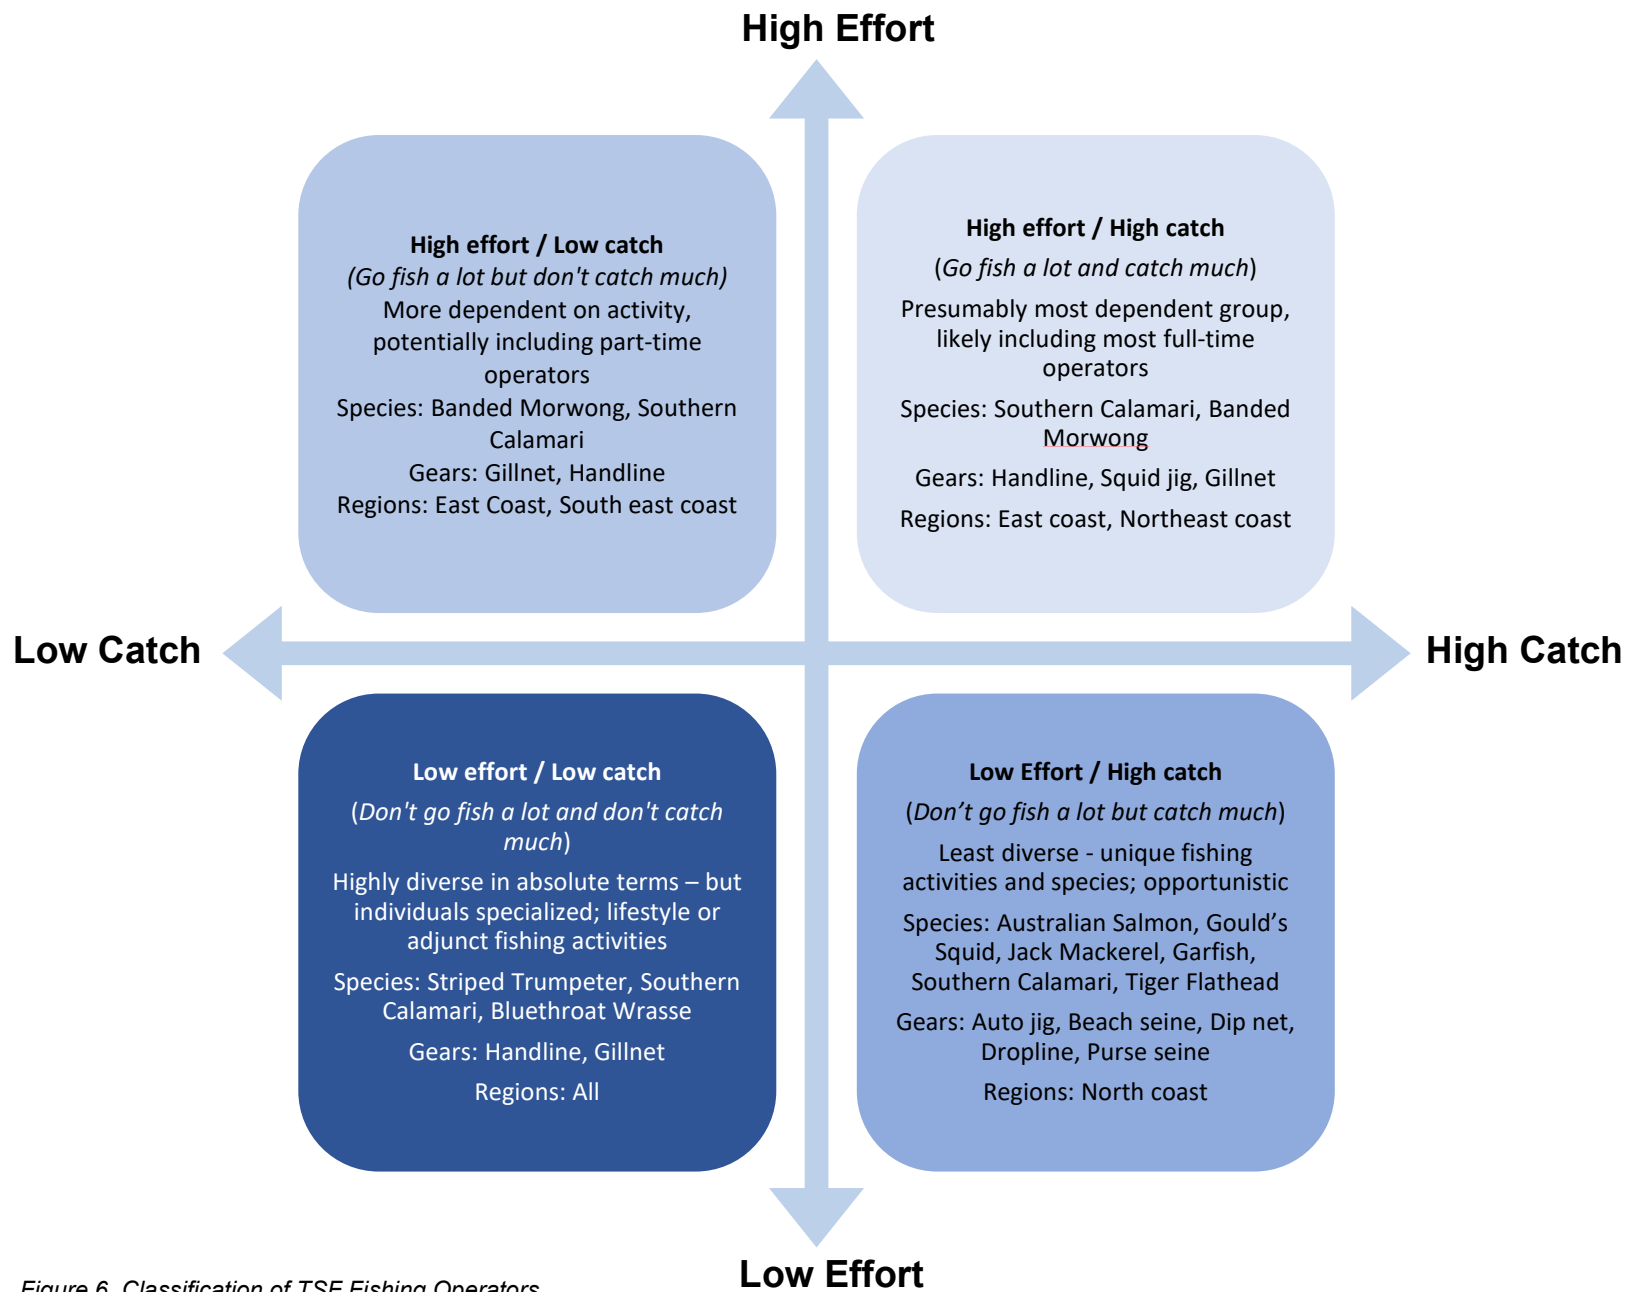 High Effort
High effort / Low catch
(Go fish a lot but don't catch much)
More dependent on activity,
potentially including part-time
operators
Species: Banded Morwong, Southern
Calamari
Gears: Gillnet, Handline
Regions: East Coast, South east coast
High effort / High catch
(Go fish a lot and catch much)
Presumably most dependent group,
likely including most full-time
operators
Species: Southern Calamari, Banded
Morwong
Gears: Handline, Squid jig, Gillnet
Regions: East coast, Northeast coast
Low Catch
High Catch
Low effort / Low catch
(Don't go fish a lot and don't catch
much)
Highly diverse in absolute terms – but
individuals specialized; lifestyle or
adjunct fishing activities
Species: Striped Trumpeter, Southern
Calamari, Bluethroat Wrasse
Gears: Handline, Gillnet
Regions: All
Low Effort / High catch
(Don’t go fish a lot but catch much)
Least diverse - unique fishing
activities and species; opportunistic
Species: Australian Salmon, Gould’s
Squid, Jack Mackerel, Garfish,
Southern Calamari, Tiger Flathead
Gears: Auto jig, Beach seine, Dip net,
Dropline, Purse seine
Regions: North coast
Low Effort
Figure 6. Classification of TSF Fishing Operators